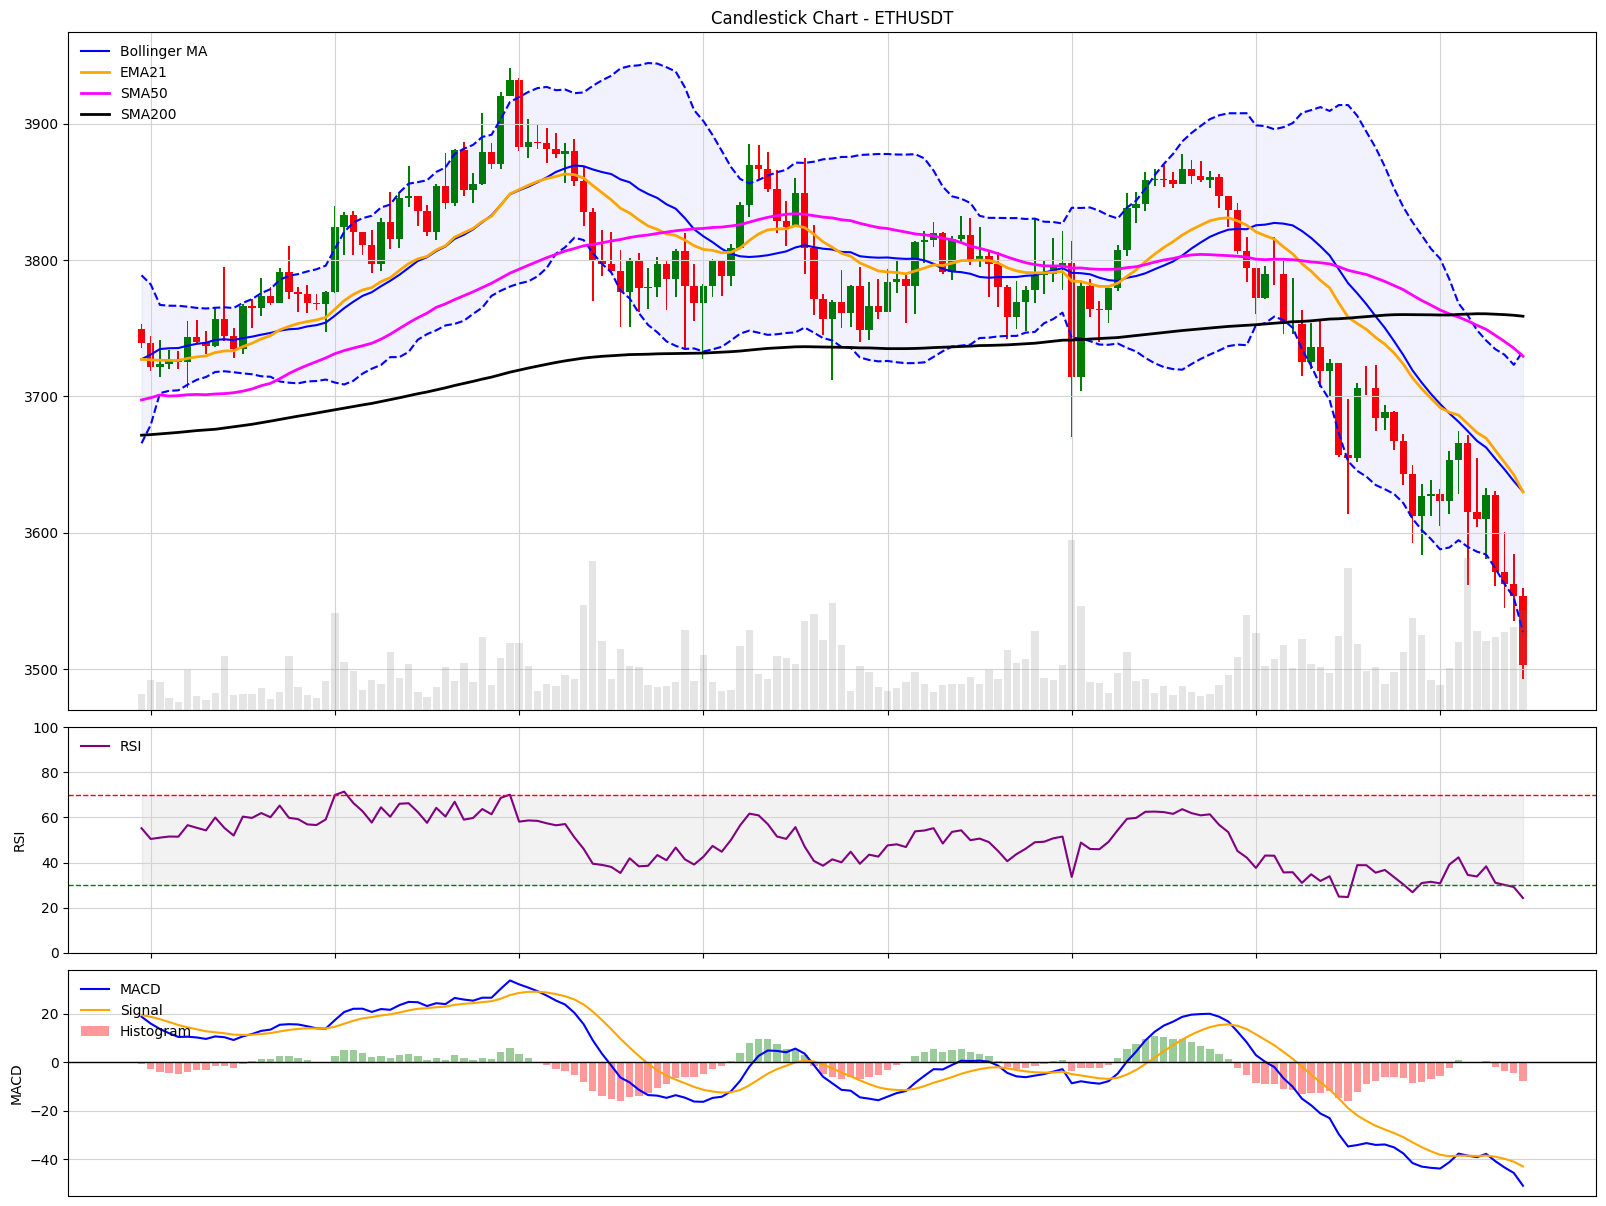 Candlestick Chart - ETHUSDT
Bollinger MA
EMA21
SMA50
SMA200
3900
3800
3700
3600
3500
100
80
60
40
20
0
RSI
RSI
20
0
−20
−40
MACD
MACD
Signal
Histogram